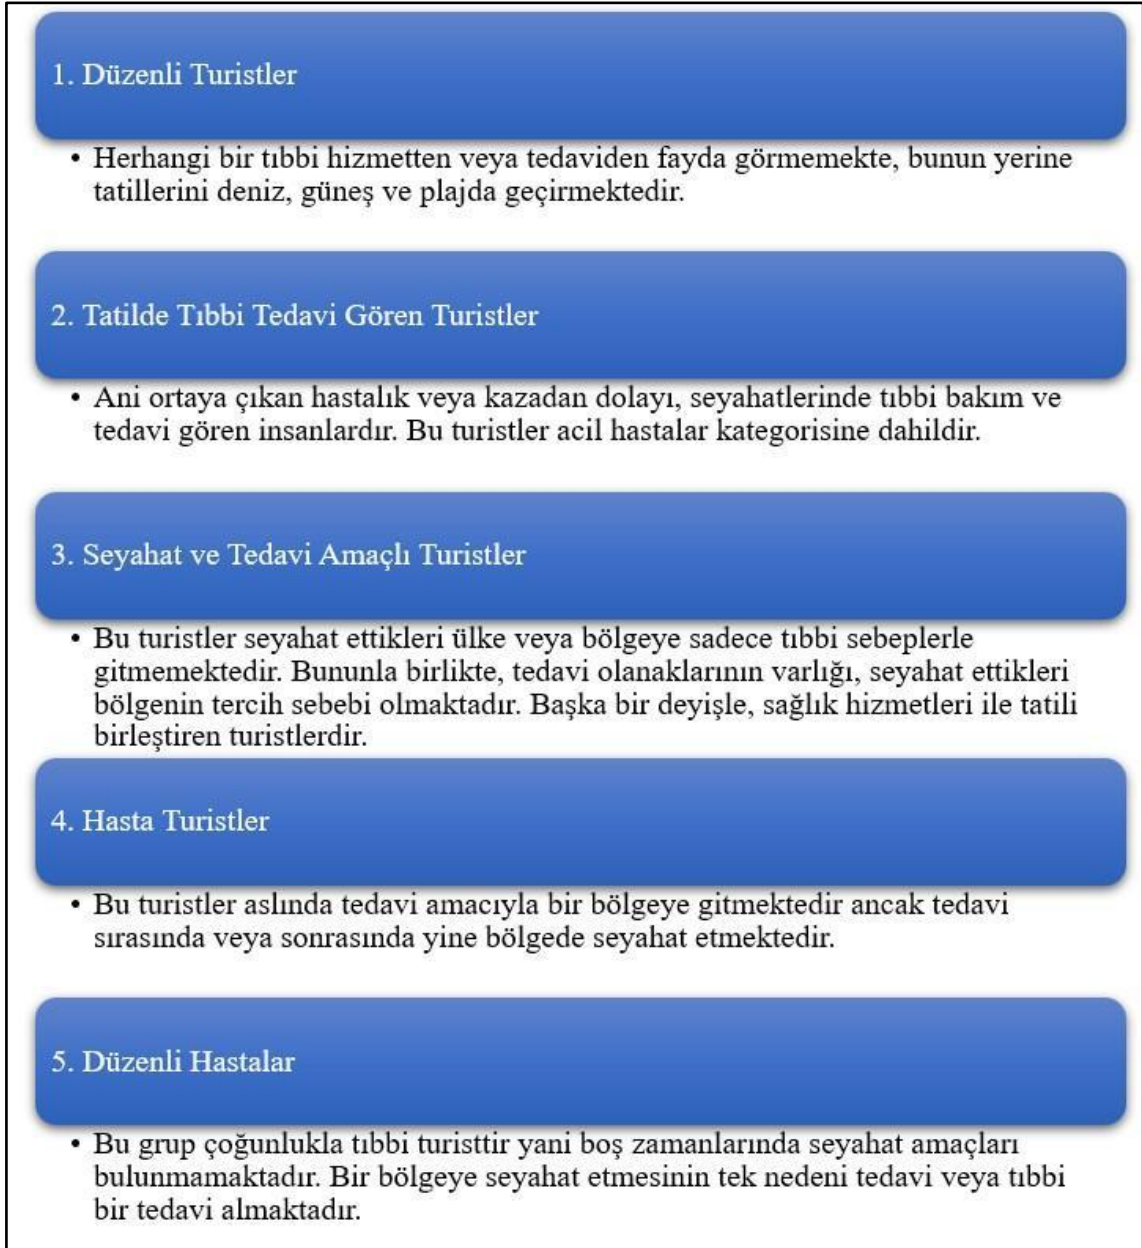 1. Düzenli Turistler
• Herhangi bir tıbbi hizmetten veya tedaviden fayda görmemekte, bunun yerine
tatillerini deniz, güneş ve plajda geçirmektedir.
2. Tatilde Tıbbi Tedavi Gören Turistler
• Ani ortaya çıkan hastalık veya kazadan dolayı, seyahatlerinde tıbbi bakım ve
tedavi gören insanlardır. Bu turistler acil hastalar kategorisine dahildir.
3. Seyahat ve Tedavi Amaçlı Turistler
• Bu turistler seyahat ettikleri ülke veya bölgeye sadece tıbbi sebeplerle
gitmemektedir. Bununla birlikte, tedavi olanaklarının varlığı, seyahat ettikleri
bölgenin tercih sebebi olmaktadır. Başka bir deyişle, sağlık hizmetleri ile tatili
birleştiren turistlerdir.
4. Hasta Turistler
• Bu turistler aslında tedavi amacıyla bir bölgeye gitmektedir ancak tedavi
sırasında veya sonrasında yine bölgede seyahat etmektedir.
5. Düzenli Hastalar
• Bu grup çoğunlukla tıbbi turisttir yani boş zamanlarında seyahat amaçları
bulunmamaktadır. Bir bölgeye seyahat etmesinin tek nedeni tedavi veya tıbbi
bir tedavi almaktadır.